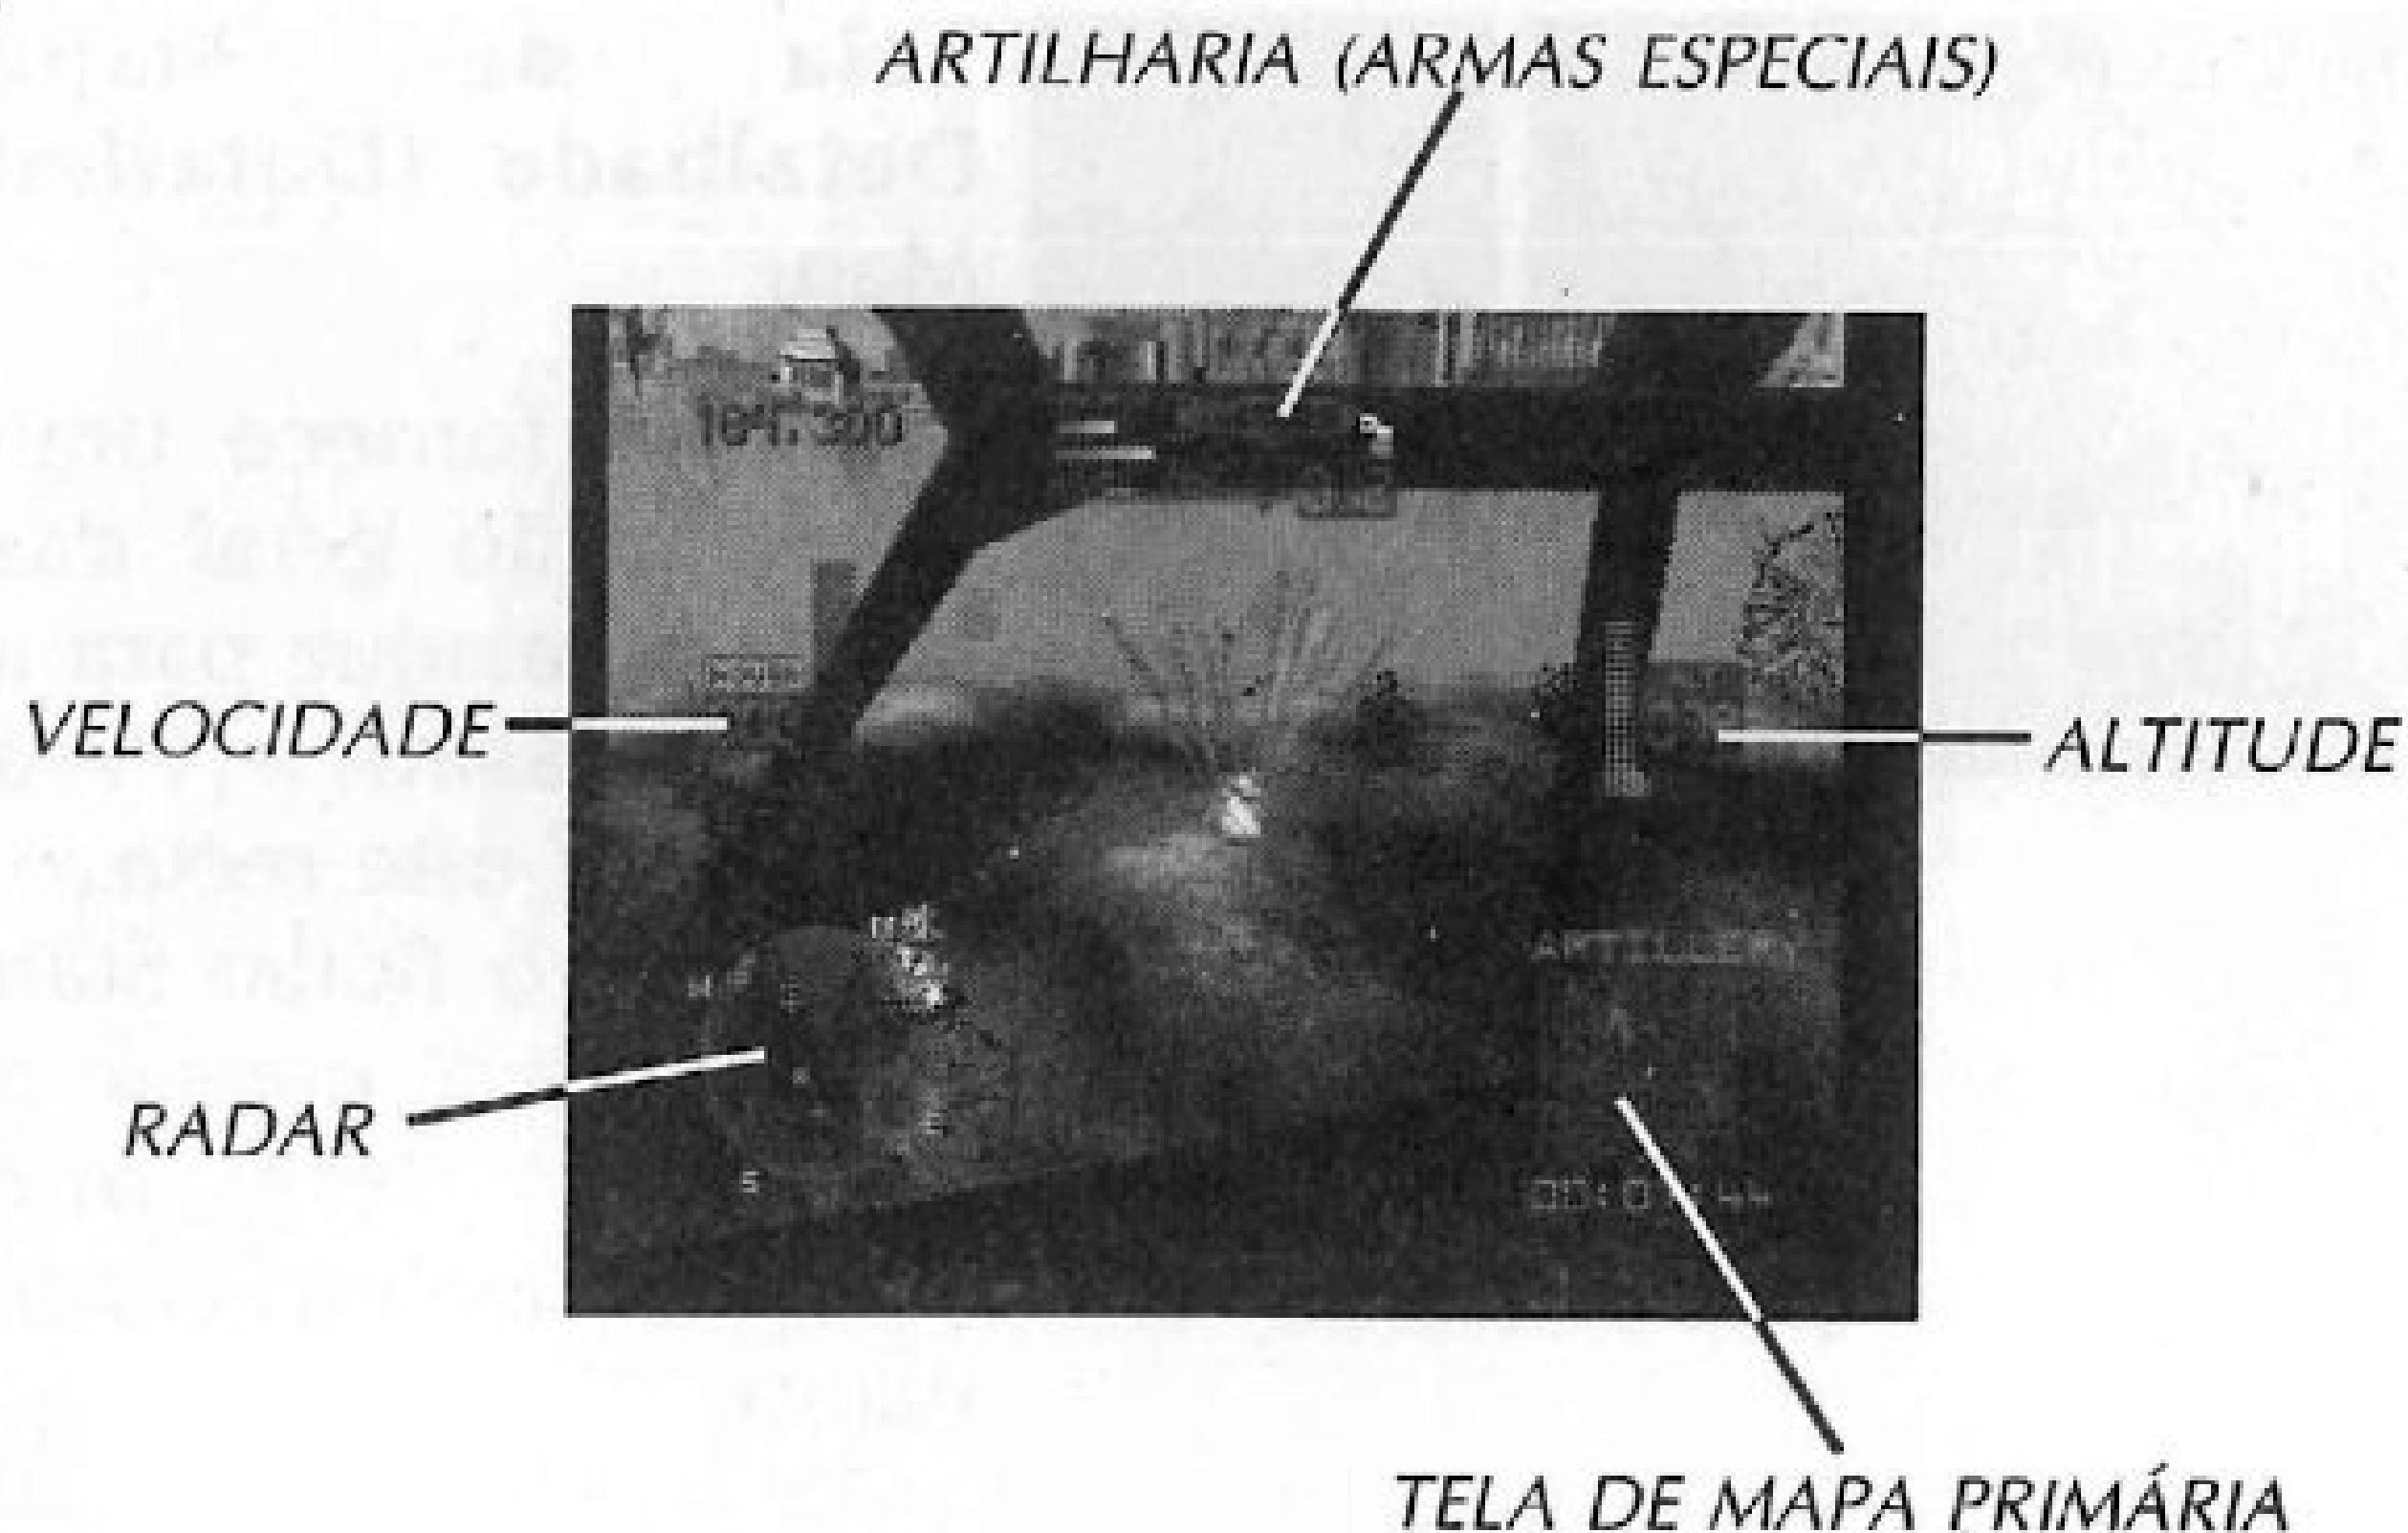 ARTILHARIA (ARMAS ESPECIAIS)
VELOCIDADE
ALTITUDE
ARTILLERY
RADAR
S
TELA DE MAPA PRIMÁRIA